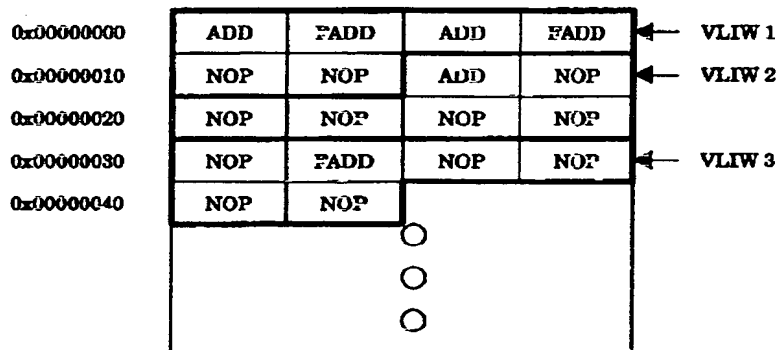 0x00000000 ADD FADD ADD FADD VLIW 1
0x00000010 NOP NOP ADD NOP VLIW 2
0x00000020 NOP NOP NOP NOP
0x00000030 NOP FADD NOP NOP VLIW 3
0x00000040 NOP NOP